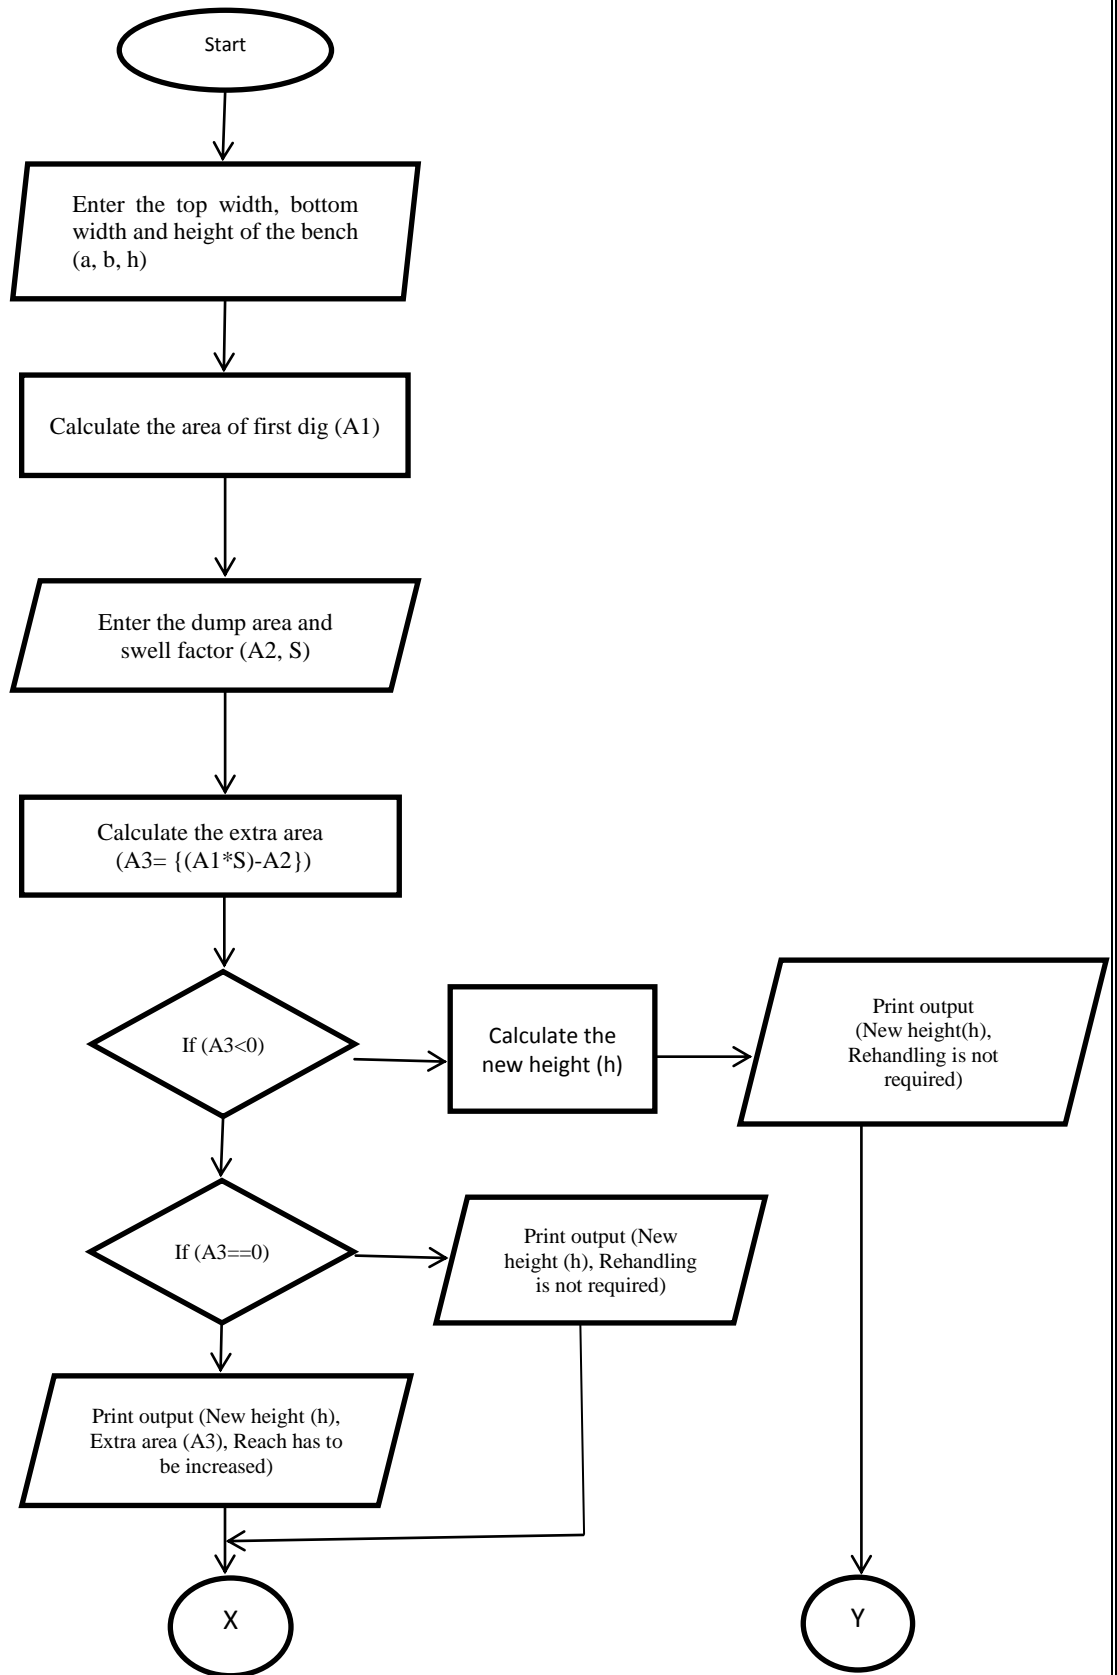 Start
Enter the top width, bottom
width and height of the bench
(a, b, h)
Calculate the area of first dig (A1)
Enter the dump area and
swell factor (A2, S)
Calculate the extra area
(A3= {(A1*S)-A2})
If (A3<0)
Calculate the
new height (h)
Print output
(New height(h),
Rehandling is not
required)
If (A3==0)
Print output (New
height (h), Rehandling
is not required)
Print output (New height (h),
Extra area (A3), Reach has to
be increased)
X
Y